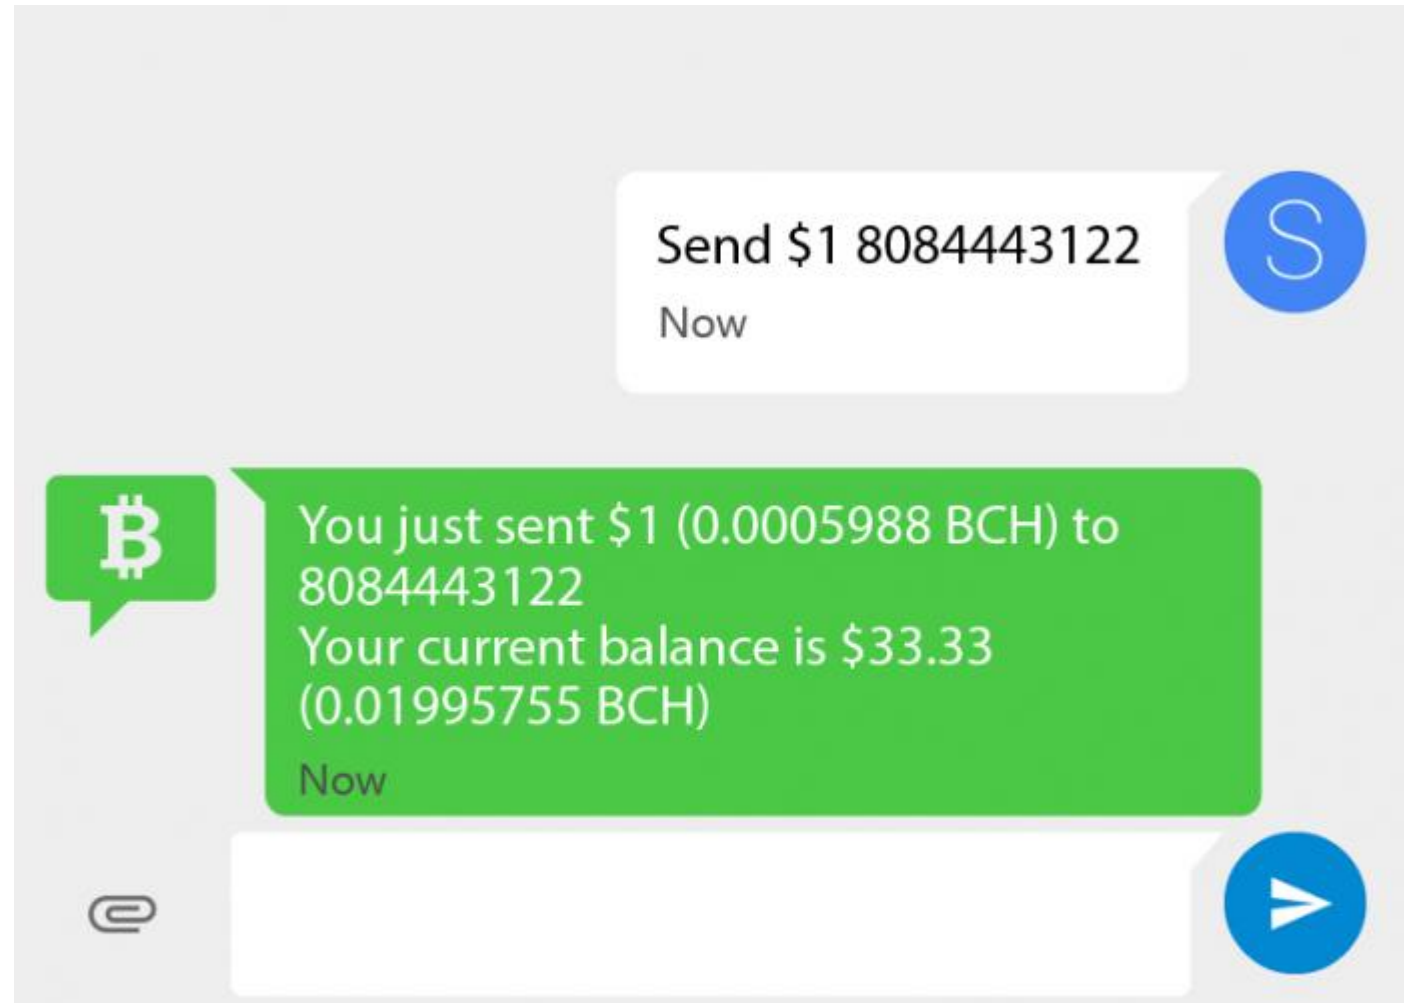 Send $1 8084443122
Now
S
You just sent $1 (0.0005988 BCH) to
8084443122
Your current balance is $33.33
(0.01995755 BCH)
Now